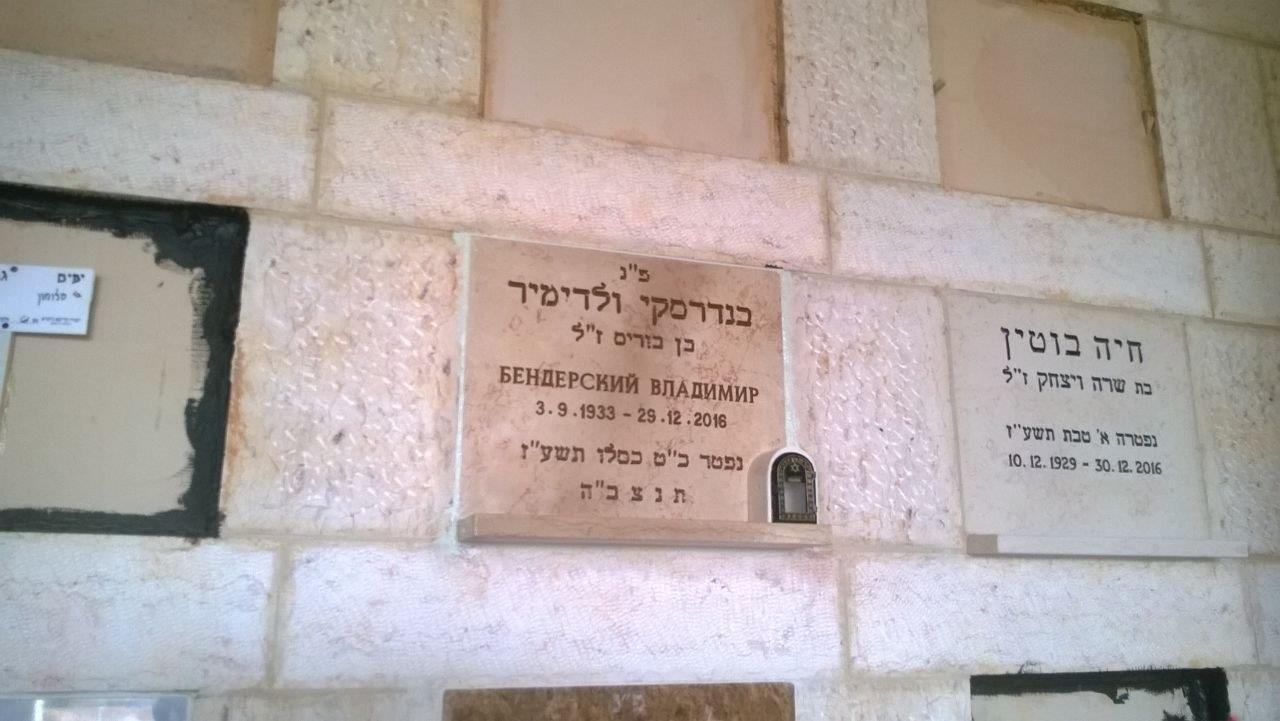 פ"נ
בנדרסקי ולדימיר
בן בוריס ז"ל
БЕНДЕРСКИЙ ВЛАДИМИР
3.9.1933 - 29.12.2016
נפטר כ"ט כסלו תשע"ז
ת נ צ ב"ה
חיה בוטין
בת שרה ויצחק ז"ל
נפטרה א' טבת תשע"ז
10.12.1929 - 30.12.2016
סלומון